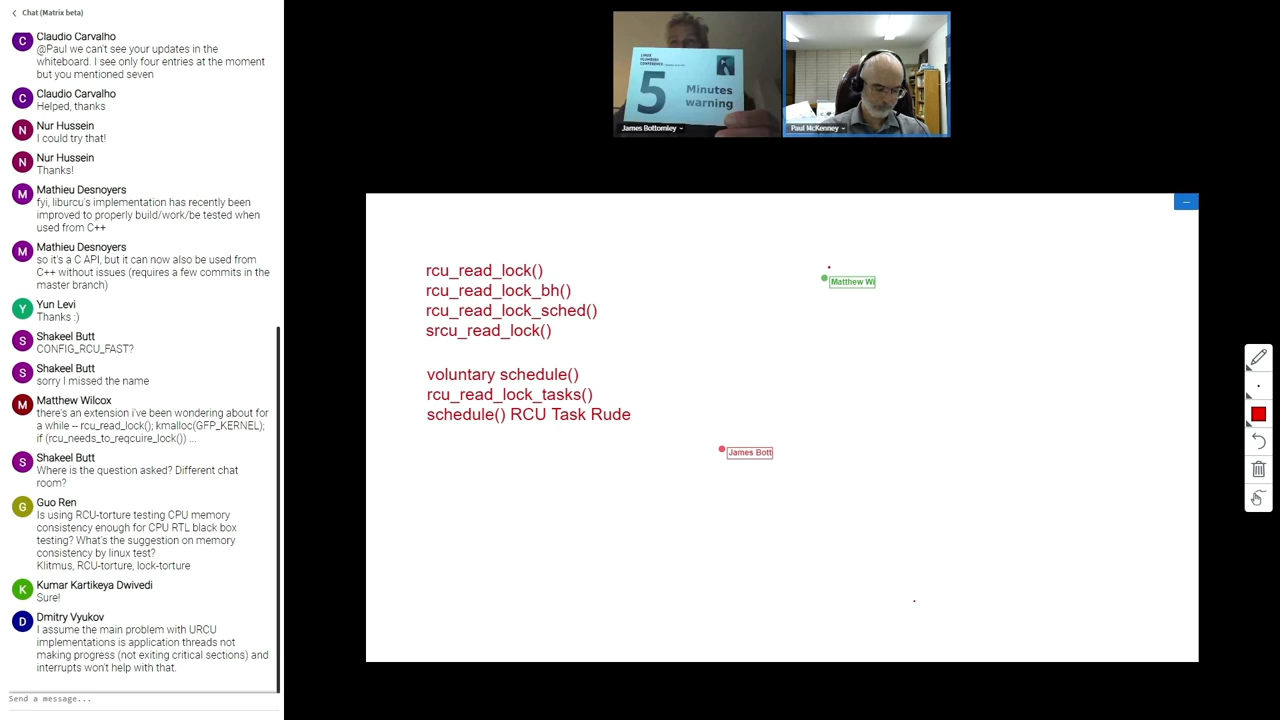 Chat (Matrix beta)
Claudio Carvalho
@Paul we can't see your updates in the
whiteboard. I see only four entries at the moment
but you mentioned seven
Claudio Carvalho
Helped, thanks
Nur Hussein
I could try that!
Nur Hussein
Thanks!
Mathieu Desnoyers
fyi, liburcu's implementation has recently been
improved to properly build/work/be tested when
used from C++
Mathieu Desnoyers
so it's a C API, but it can now also be used from
C++ without issues (requires a few commits in the
master branch)
Yun Levi
Thanks :)
Shakeel Butt
CONFIG_RCU_FAST?
Shakeel Butt
sorry I missed the name
Matthew Wilcox
there's an extension i've been wondering about for
a while -- rcu_read_lock(); kmalloc(GFP_KERNEL);
if (rcu_needs_to_reqcuire_lock()) ...
Shakeel Butt
Where is the question asked? Different chat
room?
Guo Ren
Is using RCU-torture testing CPU memory
consistency enough for CPU RTL black box
testing? What's the suggestion on memory
consistency by linux test?
Klitmus, RCU-torture, lock-torture
Kumar Kartikeya Dwivedi
Sure!
Dmitry Vyukov
I assume the main problem with URCU
implementations is application threads not
making progress (not exiting critical sections) and
interrupts won't help with that.
Send a message...
C
C
N
N
M
M
Y
S
S
M
S
G
K
D
LINUX
PLUMBERS
CONFERENCE
5 Minutes
warning
James Bottomley
Paul McKenney
rcu_read_lock()
rcu_read_lock_bh()
rcu_read_lock_sched()
srcu_read_lock()
voluntary schedule()
rcu_read_lock_tasks()
schedule() RCU Task Rude
Matthew Wi
James Bott